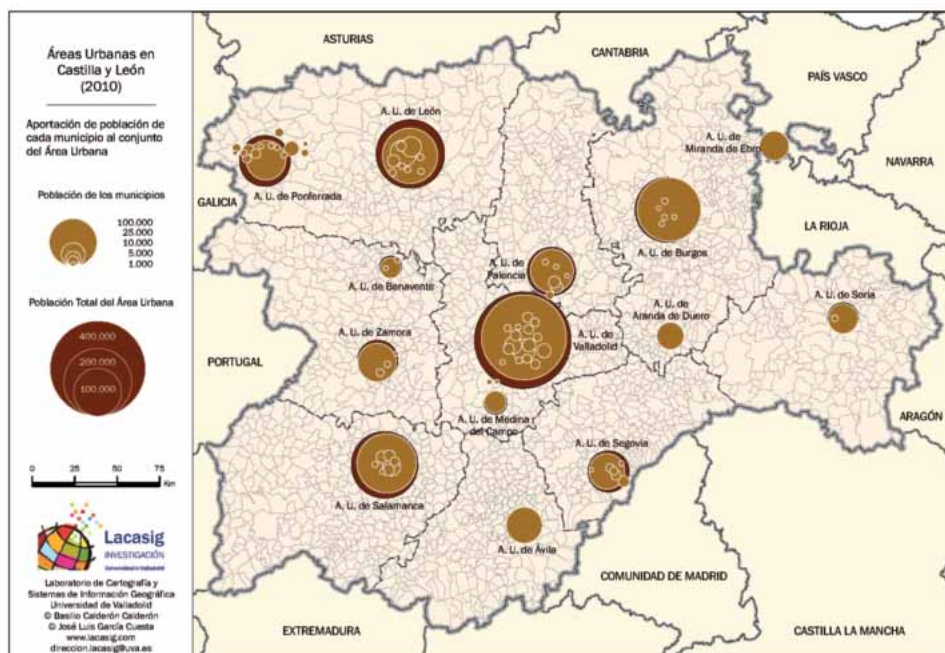 Áreas Urbanas en
Castilla y León
(2010)
Aportación de población de
cada municipio al conjunto
del Área Urbana
Población de los municipios
100.000
25.000
10.000
5.000
1.000
Población Total del Área Urbana
400.000
200.000
100.000
0 25 50 75
Km
Lacasig
INVESTIGACIÓN
Universidad de Valladolid
Laboratorio de Cartografía y
Sistemas de Información Geográfica
Universidad de Valladolid
© Basilio Calderón Calderón
© José Luis García Cuesta
www.lacasig.com
direccion.lacasig@uva.es
ASTURIAS
CANTABRIA
PAÍS VASCO
NAVARRA
LA RIOJA
ARAGÓN
GALICIA
PORTUGAL
EXTREMADURA
COMUNIDAD DE MADRID
CASTILLA LA MANCHA
A. U. de León
A. U. de Ponferrada
A. U. de
Miranda de Ebro
A. U. de Burgos
A. U. de
Palencia
A. U. de Benavente
A. U. de Zamora
A. U. de
Valladolid
A. U. de
Aranda de Duero
A. U. de Soria
A. U. de Medina
del Campo
A. U. de Segovia
A. U. de Salamanca
A. U. de Ávila